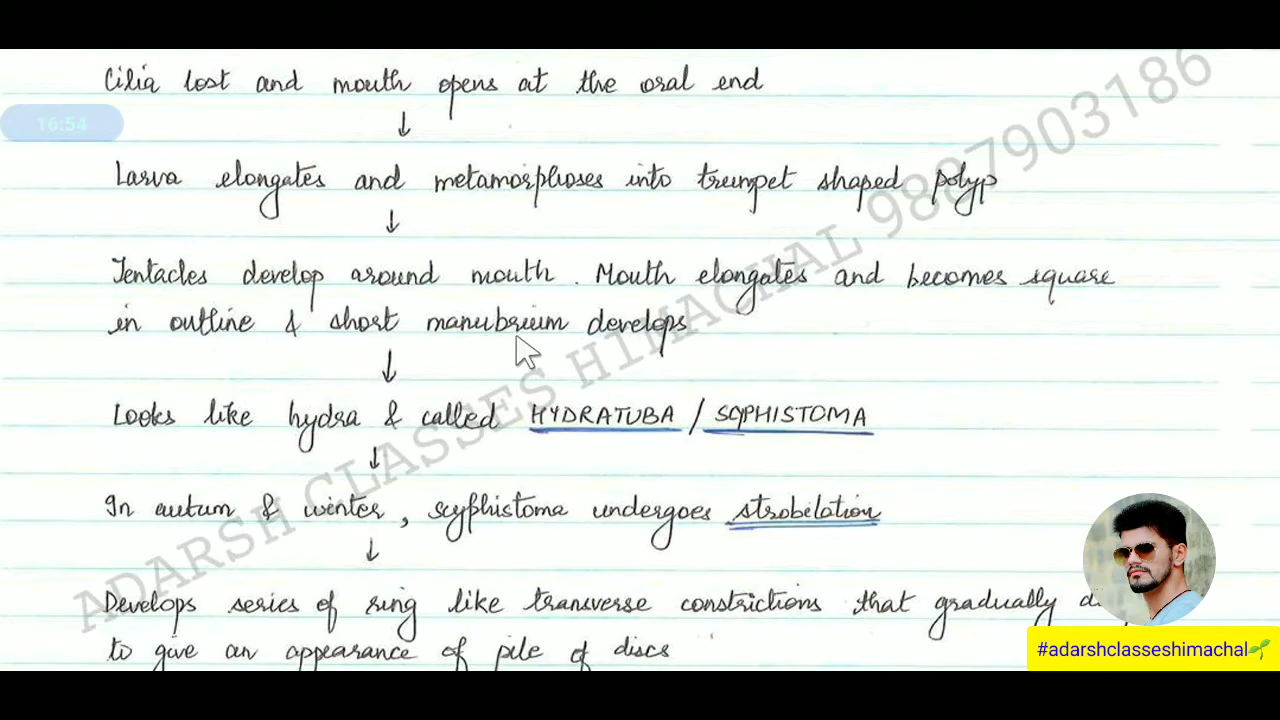 Cilia lost and mouth opens at the oral end
16:54
↓
Larva elongates and metamorphoses into trumpet shaped polyp
↓
Tentacles develop around mouth. Mouth elongates and becomes square
in outline & short manubrium develops
↓
Looks like hydra & called HYDRATUBA / SCYPHISTOMA
↓
In autum & winter, scyphistoma undergoes strobilation
↓
Develops series of ring like transverse constrictions that gradually
to give an appearance of pile of discs
ADARSH CLASSES HIMACHAL 9887903186
#adarshclasseshimachal🌱